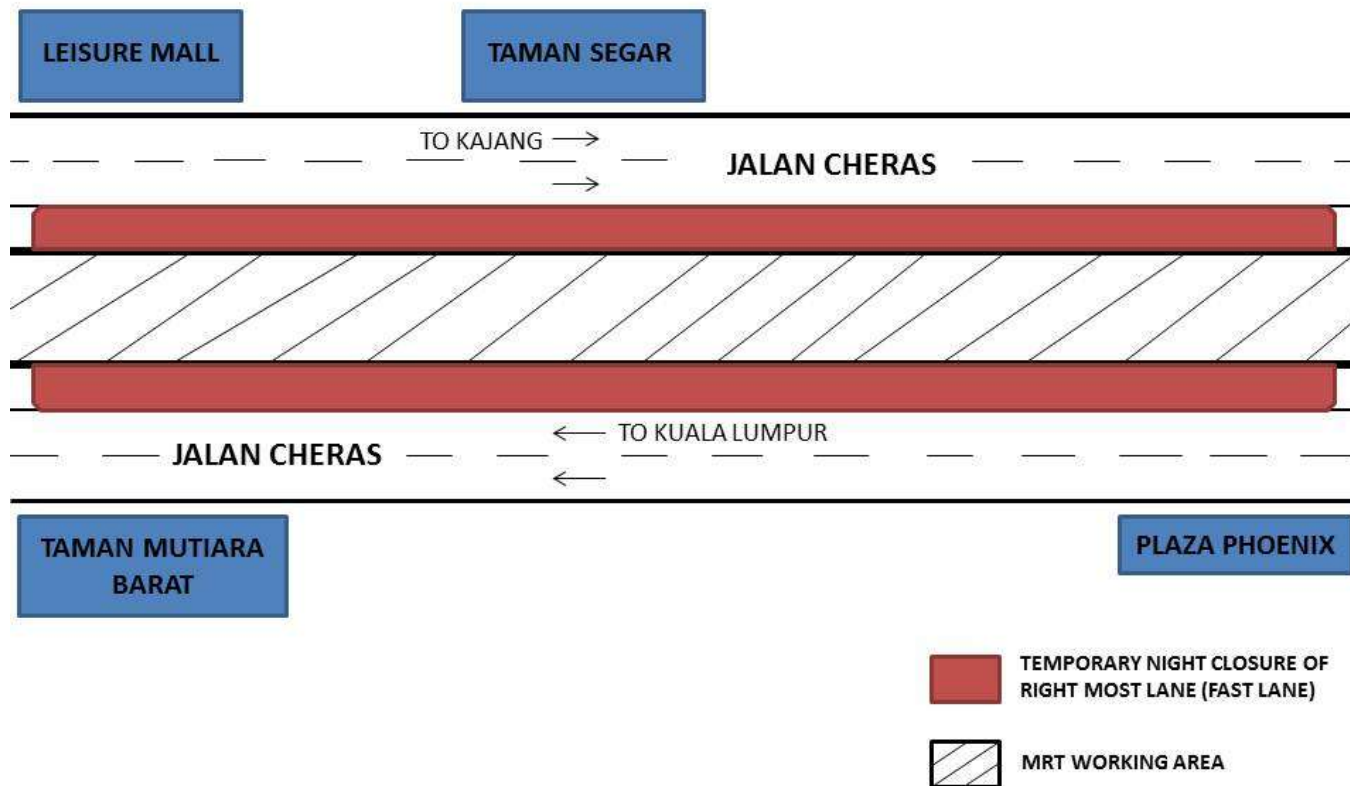 LEISURE MALL
TAMAN SEGAR
TO KAJANG
JALAN CHERAS
TO KUALA LUMPUR
JALAN CHERAS
TAMAN MUTIARA
BARAT
PLAZA PHOENIX
TEMPORARY NIGHT CLOSURE OF
RIGHT MOST LANE (FAST LANE)
MRT WORKING AREA